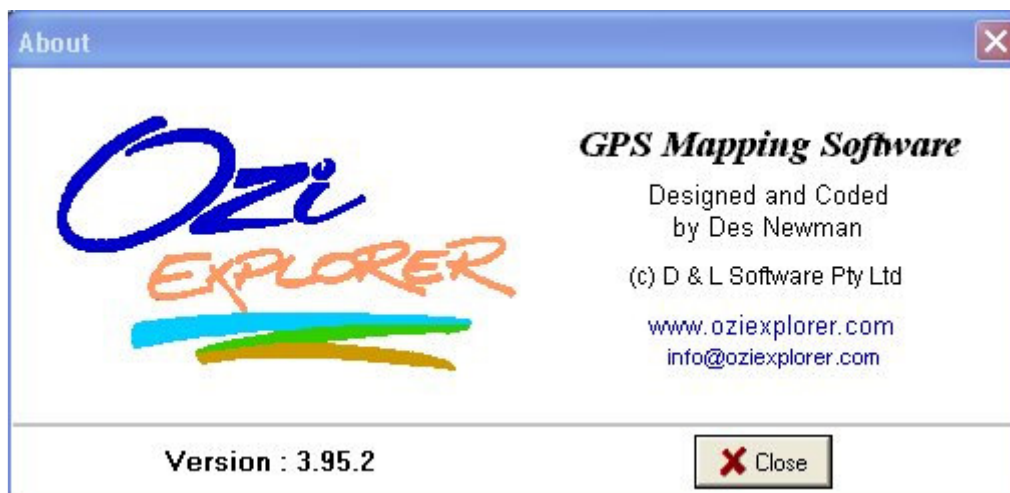 About
Ozi
EXPLORER
GPS Mapping Software
Designed and Coded
by Des Newman
(c) D & L Software Pty Ltd
www.oziexplorer.com
info@oziexplorer.com
Version : 3.95.2
Close